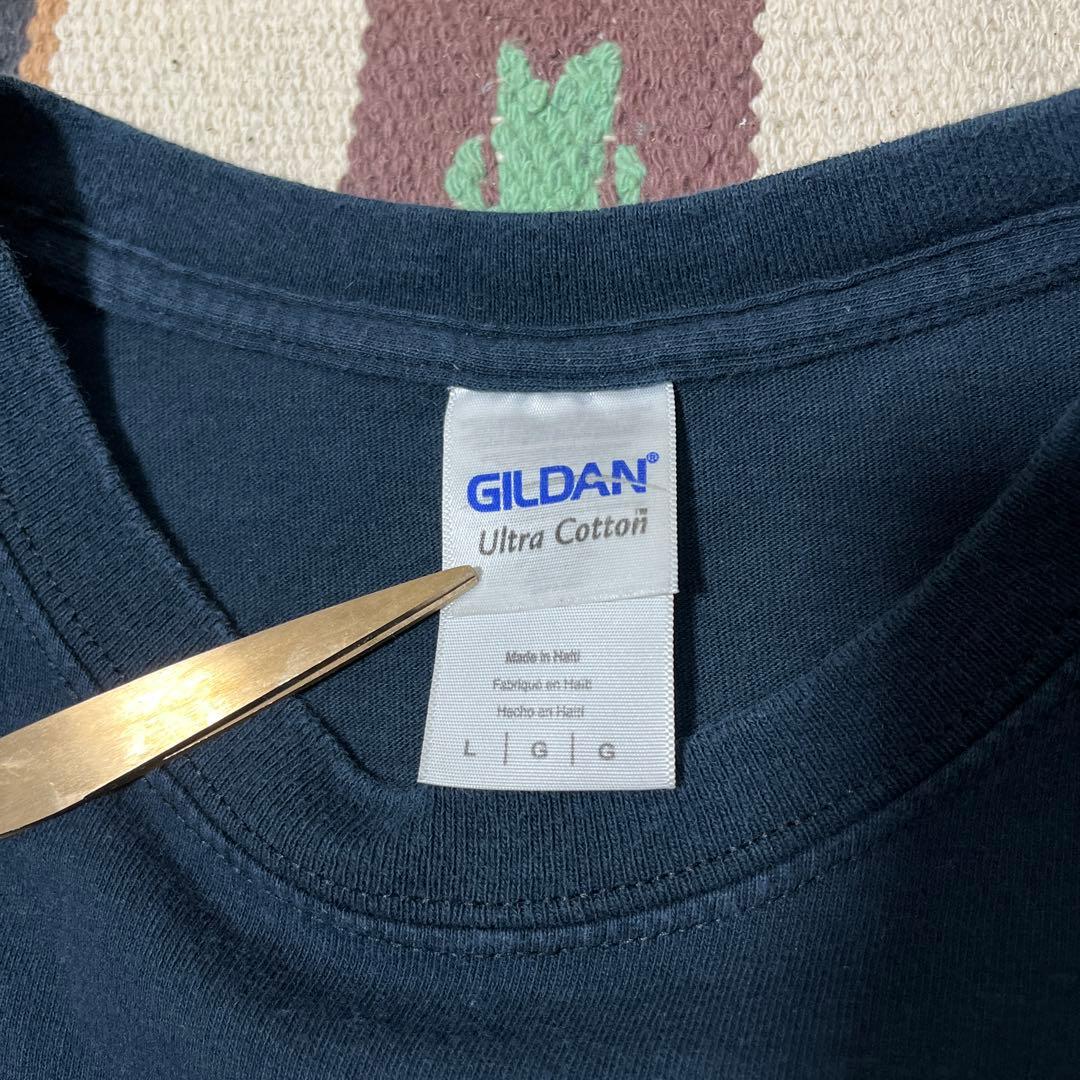 GILDAN®
Ultra Cotton™
Made in Haiti
Fabriqué en Haïti
Hecho en Haití
L | G | G